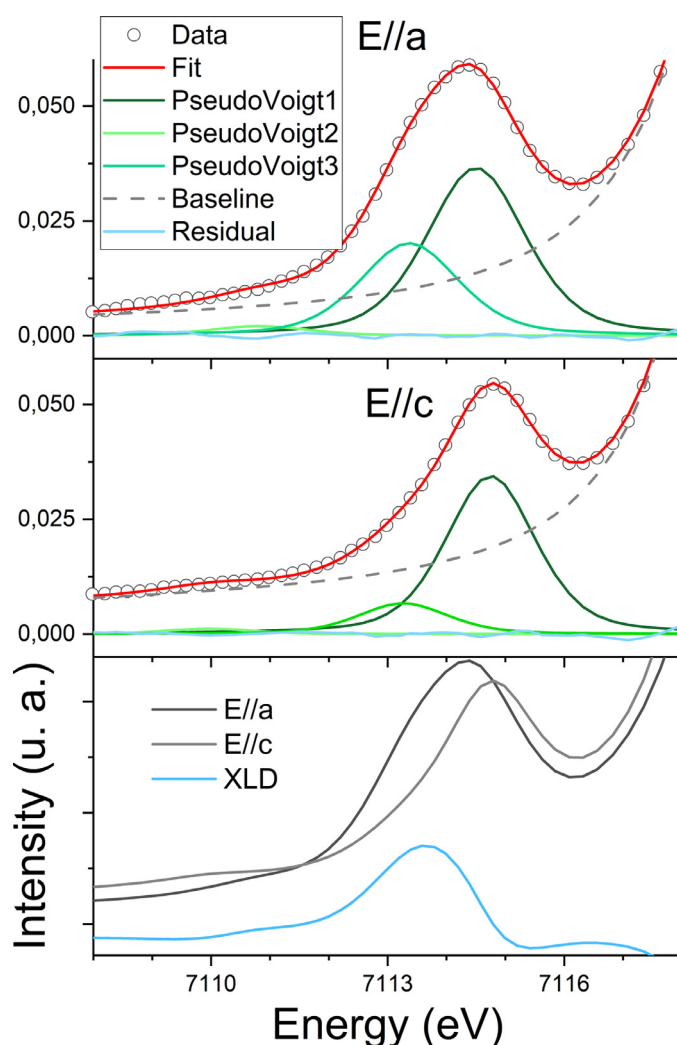 E//a
Data
Fit
PseudoVoigt1
PseudoVoigt2
PseudoVoigt3
Baseline
Residual
0,050
0,025
0,000
E//c
0,050
0,025
0,000
E//a
E//c
XLD
Intensity (u. a.)
7110
7113
7116
Energy (eV)